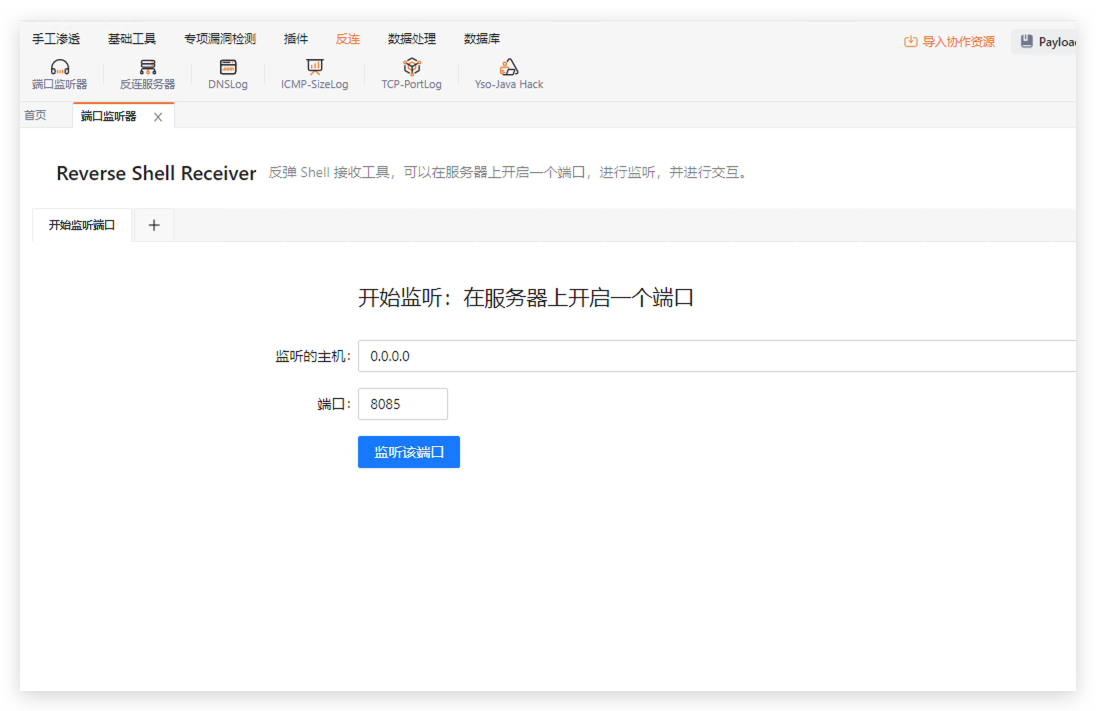 手工渗透 基础工具 专项漏洞检测 插件 反连 数据处理 数据库 导入协作资源 Payloa
端口监听器 反连服务器 DNSLog ICMP-SizeLog TCP-PortLog Yso-Java Hack
首页 端口监听器
Reverse Shell Receiver 反弹 Shell 接收工具，可以在服务器上开启一个端口，进行监听，并进行交互。
开始监听端口
开始监听：在服务器上开启一个端口
监听的主机: 0.0.0.0
端口: 8085
监听该端口